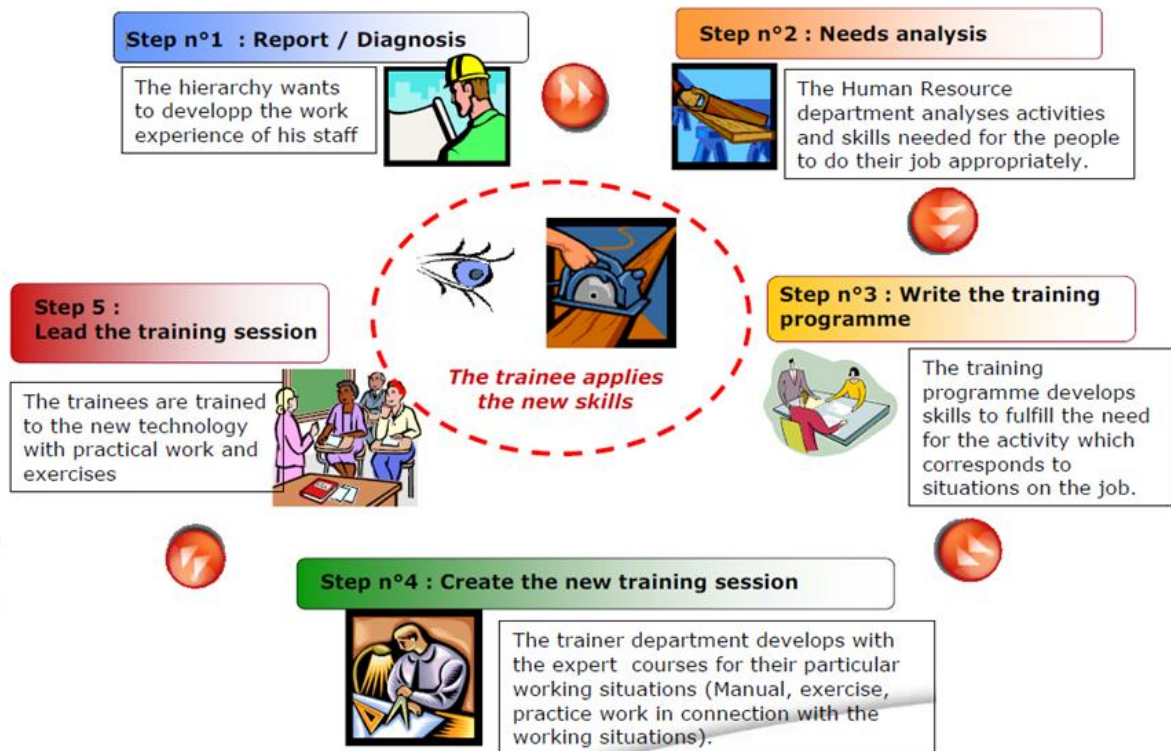 Step n°1 : Report / Diagnosis
The hierarchy wants
to developp the work
experience of his staff
Step n°2 : Needs analysis
The Human Resource
department analyses activities
and skills needed for the people
to do their job appropriately.
Step n°3 : Write the training
programme
The training
programme develops
skills to fulfill the need
for the activity which
corresponds to
situations on the job.
Step n°4 : Create the new training session
The trainer department develops with
the expert courses for their particular
working situations (Manual, exercise,
practice work in connection with the
working situations).
Step 5 :
Lead the training session
The trainees are trained
to the new technology
with practical work and
exercises
The trainee applies
the new skills